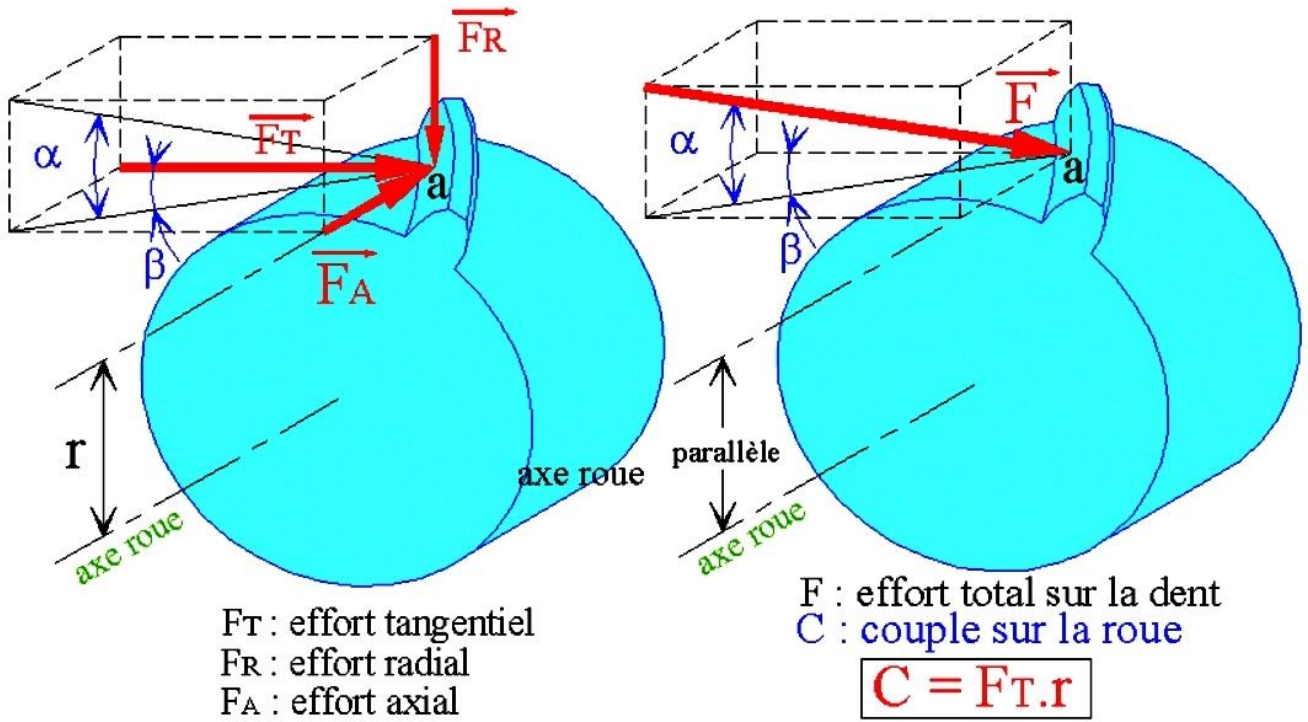 FR
FT
α
a
β
FA
r
axe roue
axe roue
FT : effort tangentiel
FR : effort radial
FA : effort axial
F
α
a
β
parallèle
axe roue
F : effort total sur la dent
C : couple sur la roue
C = FT.r